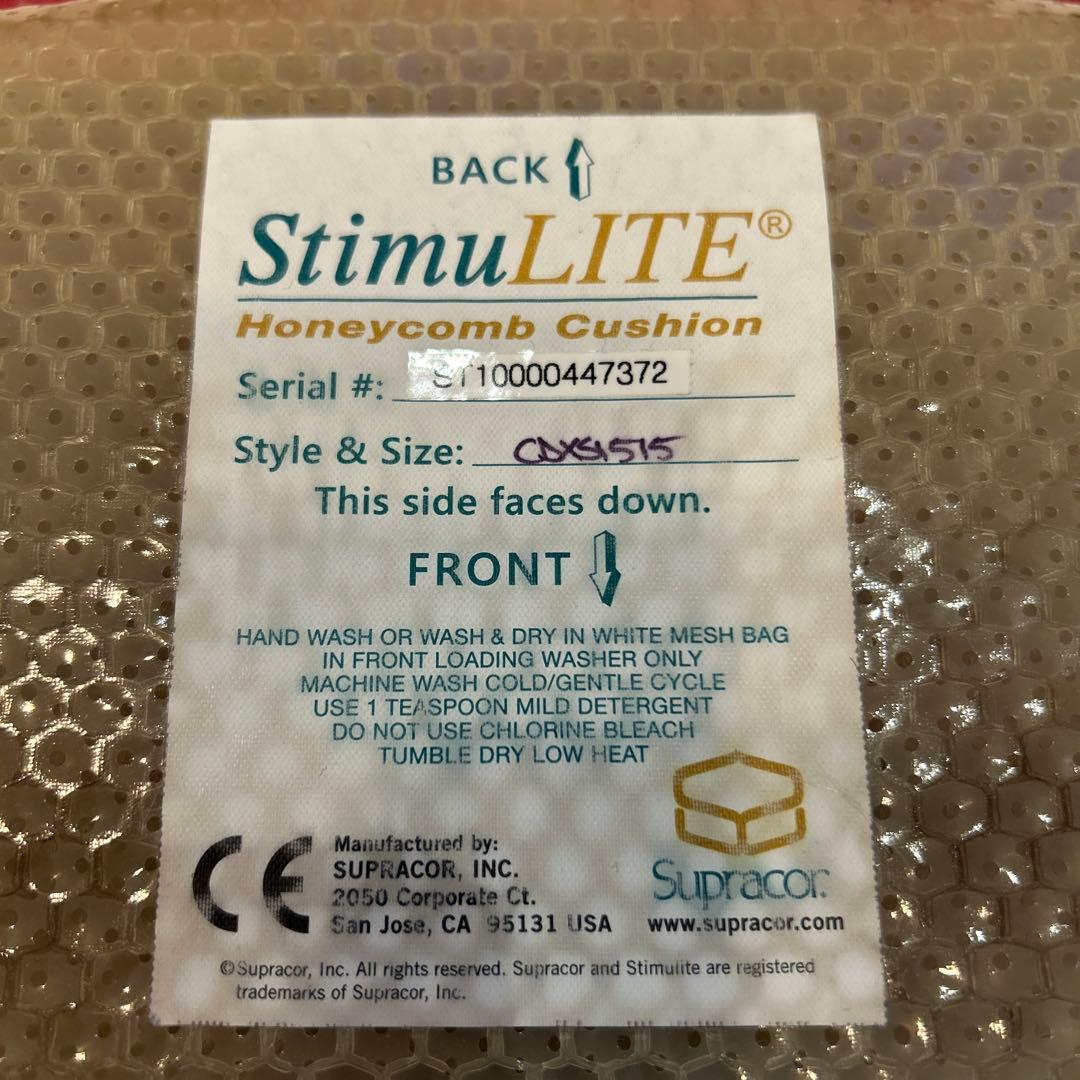 BACK
StimuLITE®
Honeycomb Cushion
Serial #: ST10000447372
Style & Size: CDXS1515
This side faces down.
FRONT
HAND WASH OR WASH & DRY IN WHITE MESH BAG
IN FRONT LOADING WASHER ONLY
MACHINE WASH COLD/GENTLE CYCLE
USE 1 TEASPOON MILD DETERGENT
DO NOT USE CHLORINE BLEACH
TUMBLE DRY LOW HEAT
CE
Manufactured by:
SUPRACOR, INC.
2050 Corporate Ct.
San Jose, CA 95131 USA
Supracor
www.supracor.com
©Supracor, Inc. All rights reserved. Supracor and Stimulite are registered
trademarks of Supracor, Inc.